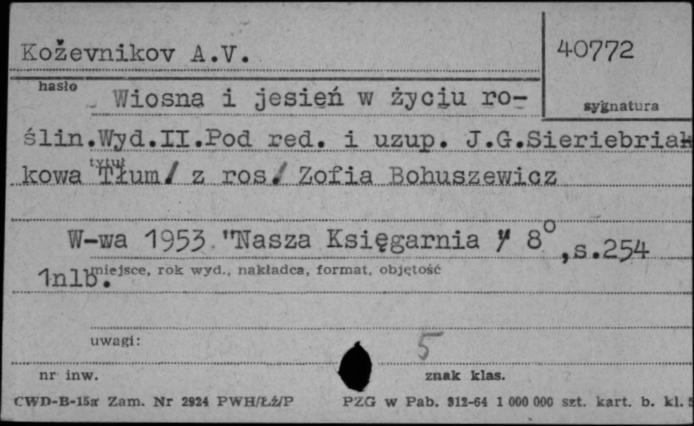 Koževnikov A.V.
40772
hasło
Wiosna i jesień w życiu ro-
sygnatura
ślin.Wyd.II.Pod red. i uzup. J.G.Sieriebriak
tytuł
kowa Tłum/ z ros/ Zofia Bohuszewicz
W-wa 1953 "Nasza Księgarnia " 8°,s.254
1nlb.
miejsce, rok wyd., nakładca, format, objętość
uwagi:
5
nr inw.
znak klas.
CWD-B-15a Zam. Nr 2924 PWH/ŁŻ/P
PZG w Pab. 912-64 1 000 000 szt. kart. b. kl. 5